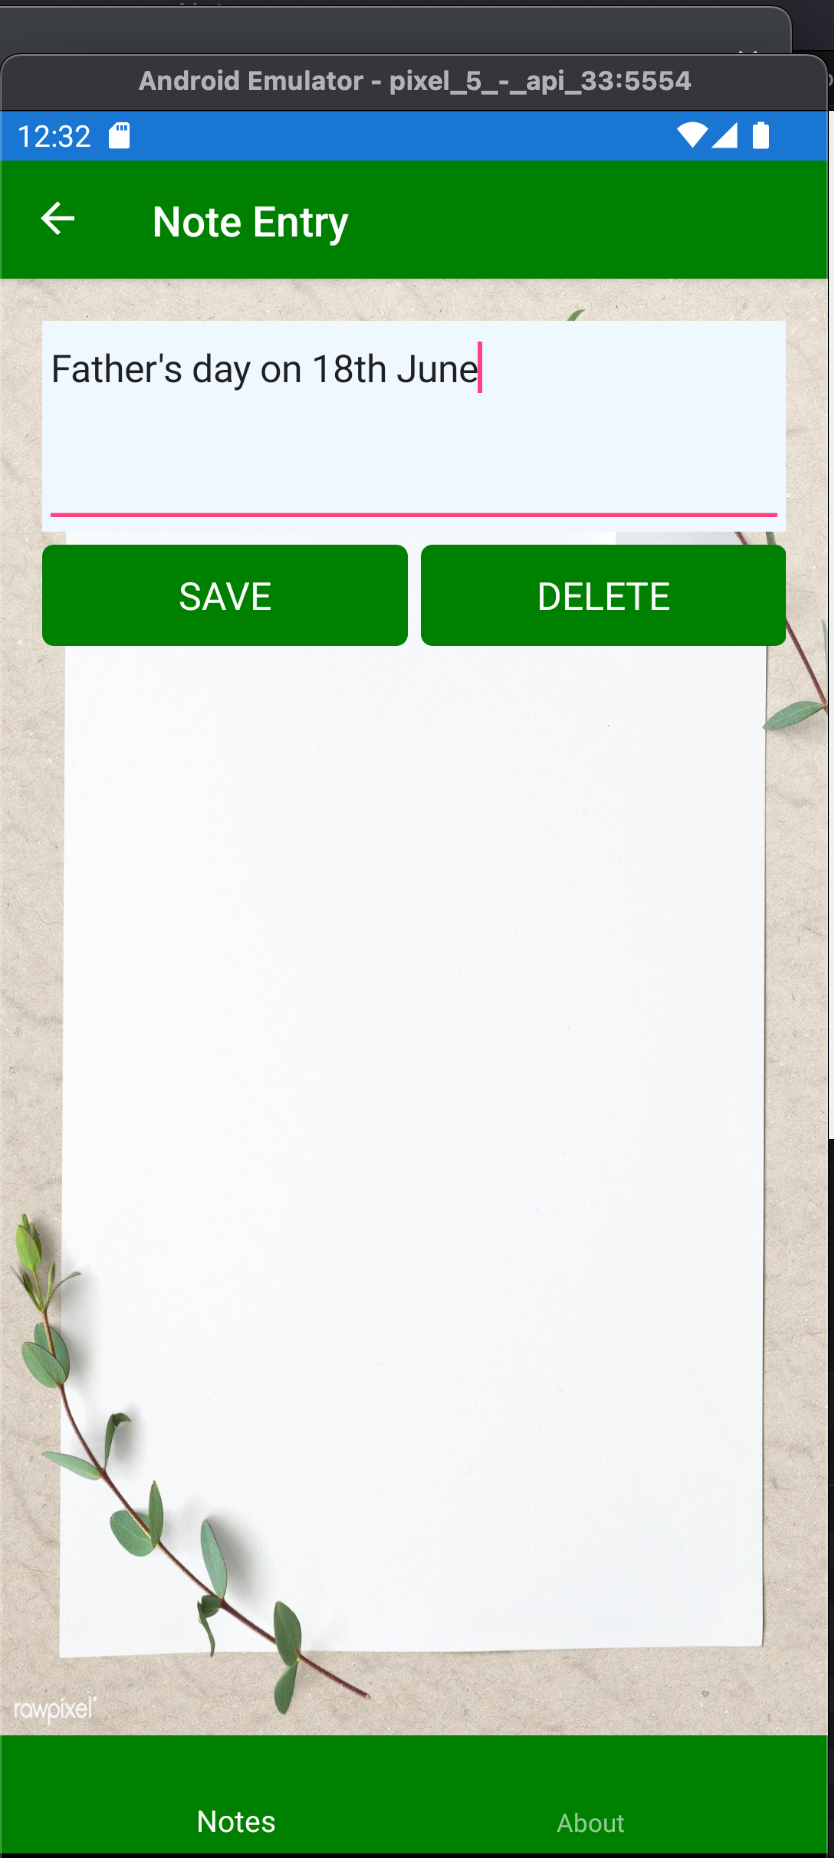 Android Emulator - pixel_5_-_api_33:5554
12:32
Note Entry
Father's day on 18th June
SAVE
DELETE
rawpixel
Notes
About